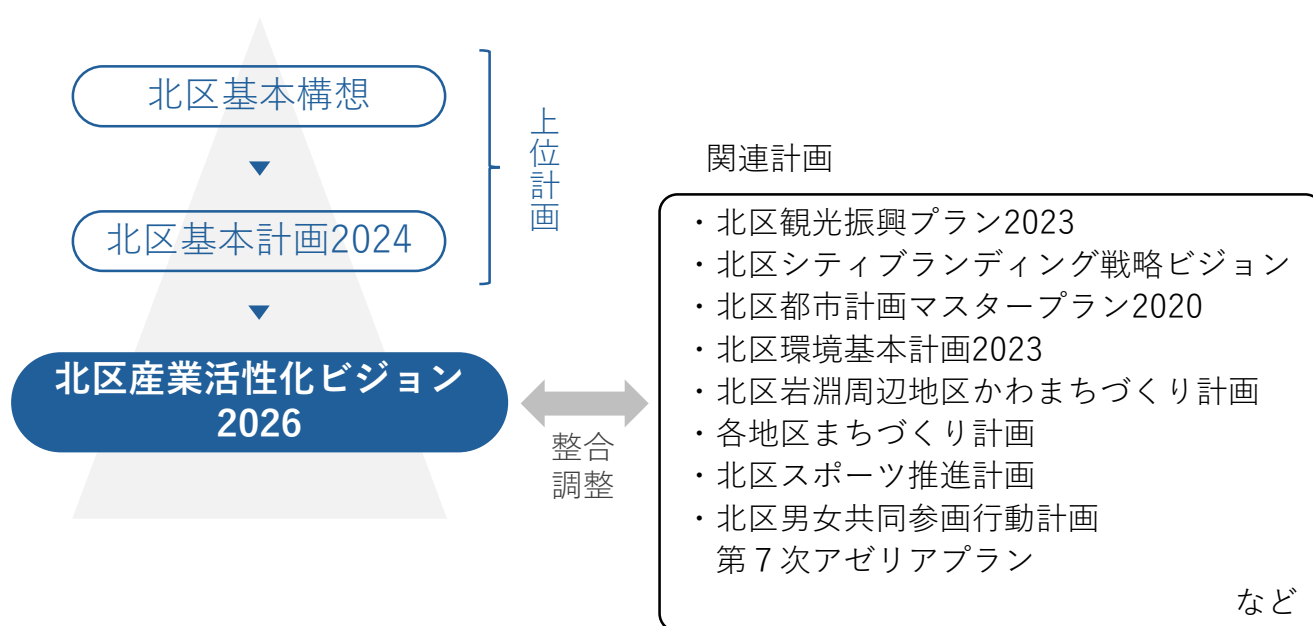 北区基本構想
北区基本計画2024
上位計画
北区産業活性化ビジョン
2026
整合
調整
関連計画
・北区観光振興プラン2023
・北区シティブランディング戦略ビジョン
・北区都市計画マスタープラン2020
・北区環境基本計画2023
・北区岩淵周辺地区かわまちづくり計画
・各地区まちづくり計画
・北区スポーツ推進計画
・北区男女共同参画行動計画
第７次アゼリアプラン
など